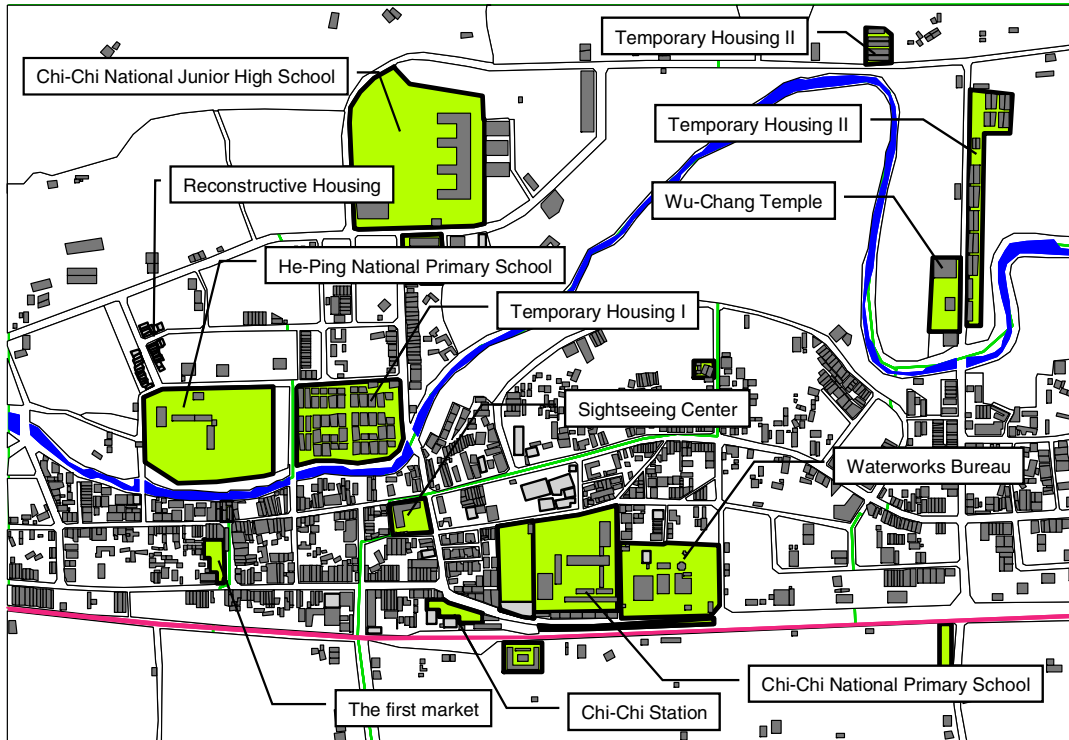 Temporary Housing II
Chi-Chi National Junior High School
Temporary Housing II
Reconstructive Housing
Wu-Chang Temple
He-Ping National Primary School
Temporary Housing I
Sightseeing Center
Waterworks Bureau
Chi-Chi National Primary School
The first market
Chi-Chi Station